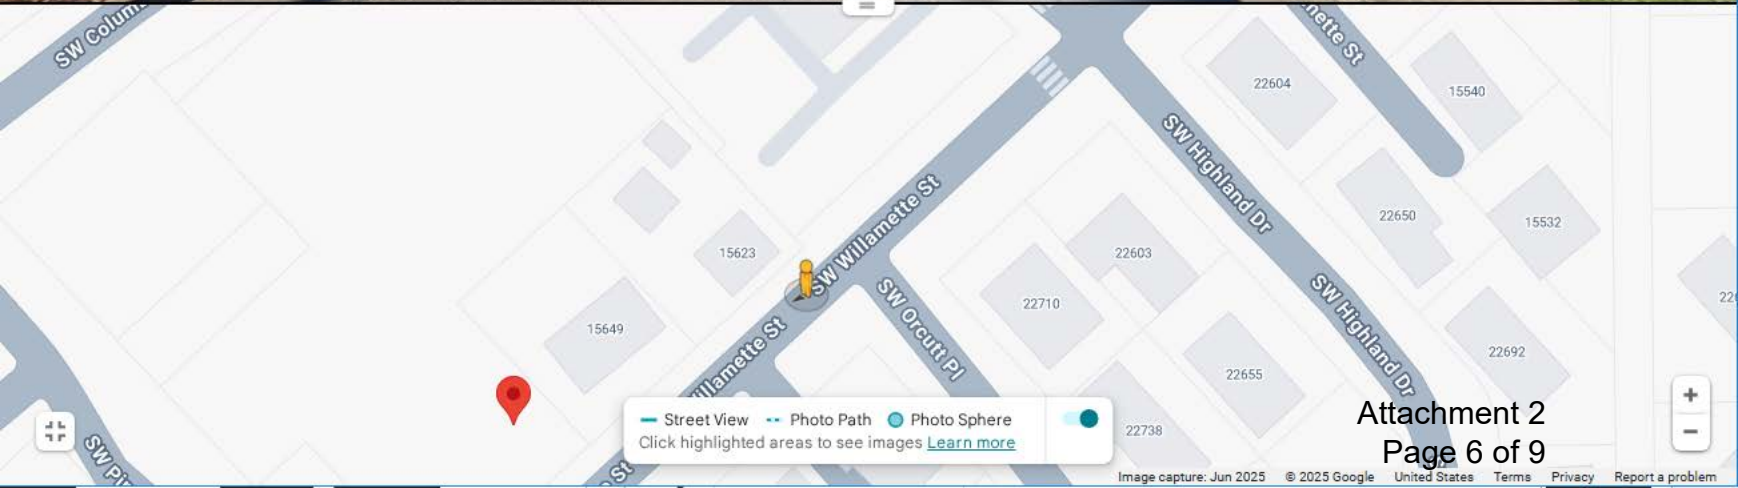 SW Colum
nette St
22604
15540
SW Highland Dr
22650
15532
SW Willamette St
15623
22603
22710
SW Orcutt Pl
SW Highland Dr
15649
illamette St
22692
22655
Street View Photo Path Photo Sphere
Click highlighted areas to see images Learn more
22738
Attachment 2
Page 6 of 9
SW Pi
St
Image capture: Jun 2025 © 2025 Google United States Terms Privacy Report a problem